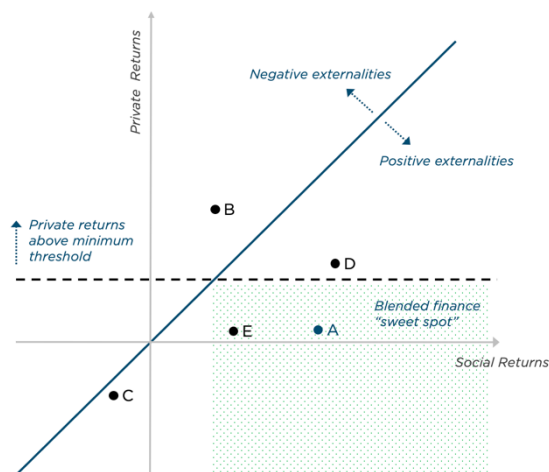 Private Returns
Negative externalities
Positive externalities
B
Private returns
above minimum
threshold
D
Blended finance
“sweet spot”
E
A
Social Returns
C